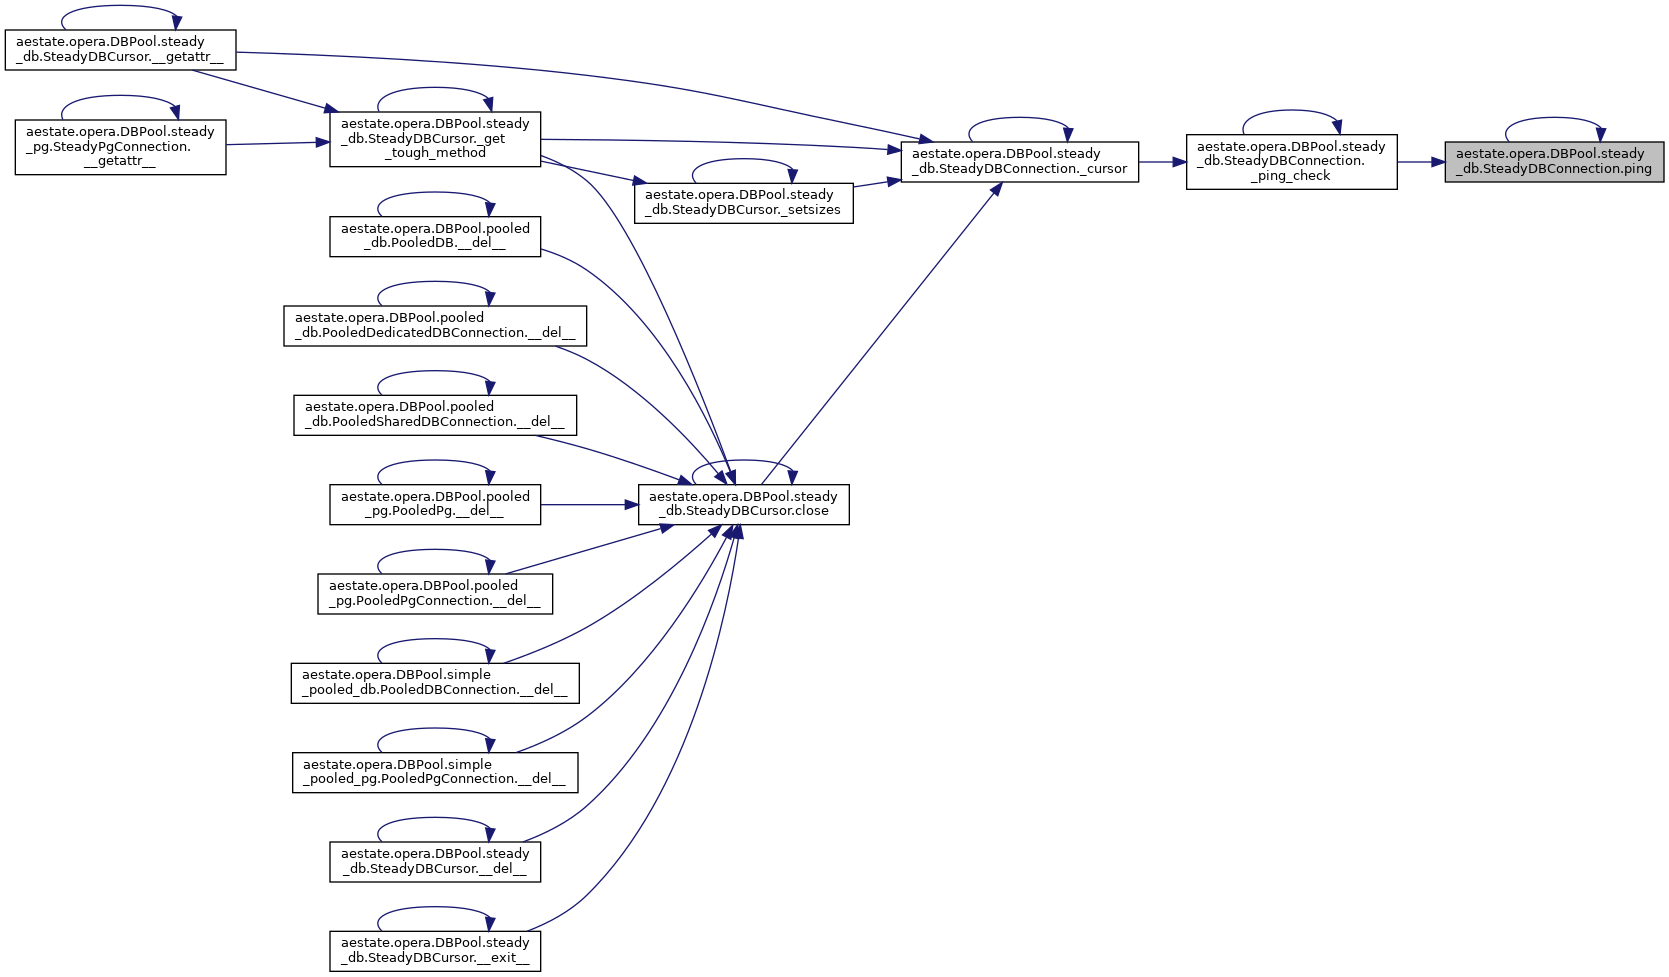 aestate.opera.DBPool.steady
_db.SteadyDBCursor.__getattr__
aestate.opera.DBPool.steady
_pg.SteadyPgConnection.
__getattr__
aestate.opera.DBPool.steady
_db.SteadyDBCursor._get
_tough_method
aestate.opera.DBPool.pooled
_db.PooledDB.__del__
aestate.opera.DBPool.pooled
_db.PooledDedicatedDBConnection.__del__
aestate.opera.DBPool.pooled
_db.PooledSharedDBConnection.__del__
aestate.opera.DBPool.pooled
_pg.PooledPg.__del__
aestate.opera.DBPool.pooled
_pg.PooledPgConnection.__del__
aestate.opera.DBPool.simple
_pooled_db.PooledDBConnection.__del__
aestate.opera.DBPool.simple
_pooled_pg.PooledPgConnection.__del__
aestate.opera.DBPool.steady
_db.SteadyDBCursor.__del__
aestate.opera.DBPool.steady
_db.SteadyDBCursor.__exit__
aestate.opera.DBPool.steady
_db.SteadyDBCursor._setsizes
aestate.opera.DBPool.steady
_db.SteadyDBCursor.close
aestate.opera.DBPool.steady
_db.SteadyDBConnection._cursor
aestate.opera.DBPool.steady
_db.SteadyDBConnection.
_ping_check
aestate.opera.DBPool.steady
_db.SteadyDBConnection.ping